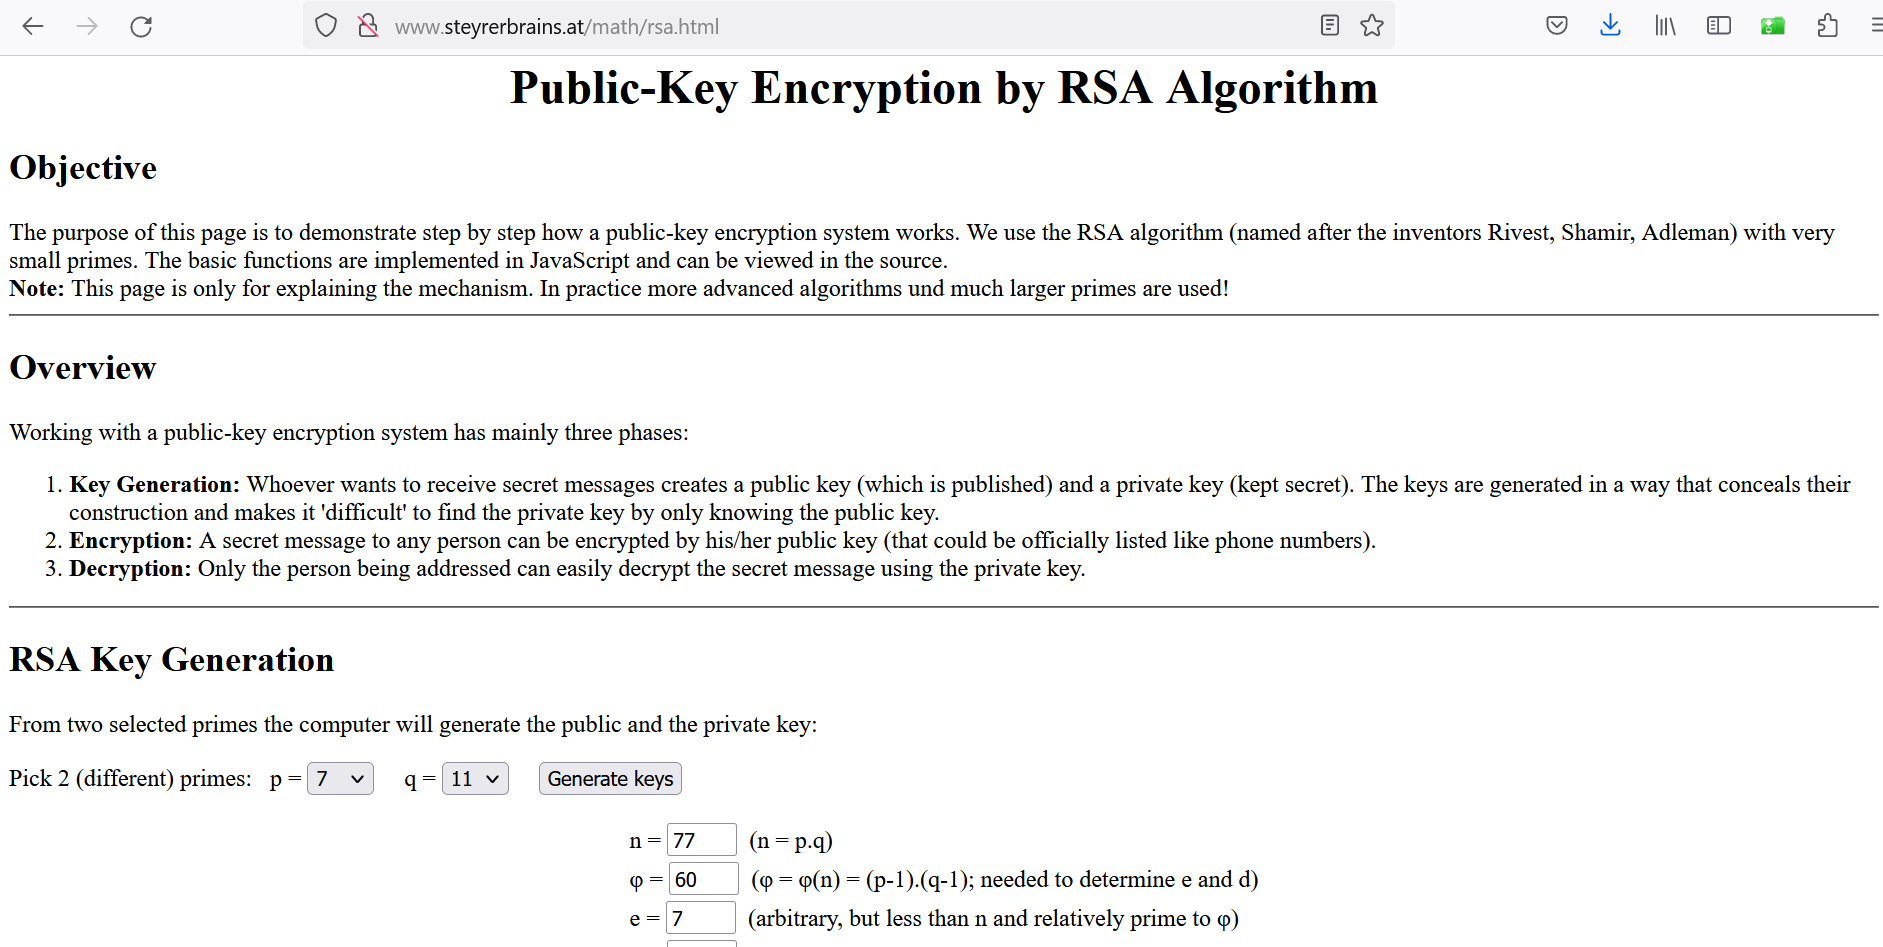 www.steyrerbrains.at/math/rsa.html
Public-Key Encryption by RSA Algorithm
Objective
The purpose of this page is to demonstrate step by step how a public-key encryption system works. We use the RSA algorithm (named after the inventors Rivest, Shamir, Adleman) with very
small primes. The basic functions are implemented in JavaScript and can be viewed in the source.
Note: This page is only for explaining the mechanism. In practice more advanced algorithms und much larger primes are used!
Overview
Working with a public-key encryption system has mainly three phases:
1. Key Generation: Whoever wants to receive secret messages creates a public key (which is published) and a private key (kept secret). The keys are generated in a way that conceals their
construction and makes it 'difficult' to find the private key by only knowing the public key.
2. Encryption: A secret message to any person can be encrypted by his/her public key (that could be officially listed like phone numbers).
3. Decryption: Only the person being addressed can easily decrypt the secret message using the private key.
RSA Key Generation
From two selected primes the computer will generate the public and the private key:
Pick 2 (different) primes: p = 7 q = 11 Generate keys
n = 77 (n = p.q)
φ = 60 (φ = φ(n) = (p-1).(q-1); needed to determine e and d)
e = 7 (arbitrary, but less than n and relatively prime to φ)